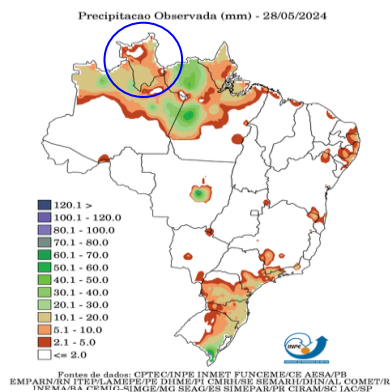 Precipitacao Observada (mm) - 28/05/2024
120.1 >
100.1 - 120.0
80.1 - 100.0
70.1 - 80.0
60.1 - 70.0
50.1 - 60.0
40.1 - 50.0
30.1 - 40.0
20.1 - 30.0
10.1 - 20.0
5.1 - 10.0
2.1 - 5.0
<= 2.0
INPE
Fontes de dados: CPTEC/INPE INMET FUNCEME/CE AESA/PB
EMPARN/RN ITEP/LAMEPE/PE DHME/PI CMRH/SE SEMARH/DHN/AL COMET/R
INEMA/BA CEMIG-SIMGE/MG SEAG/ES SIMEPAR/PR CIRAM/SC IAC/SP